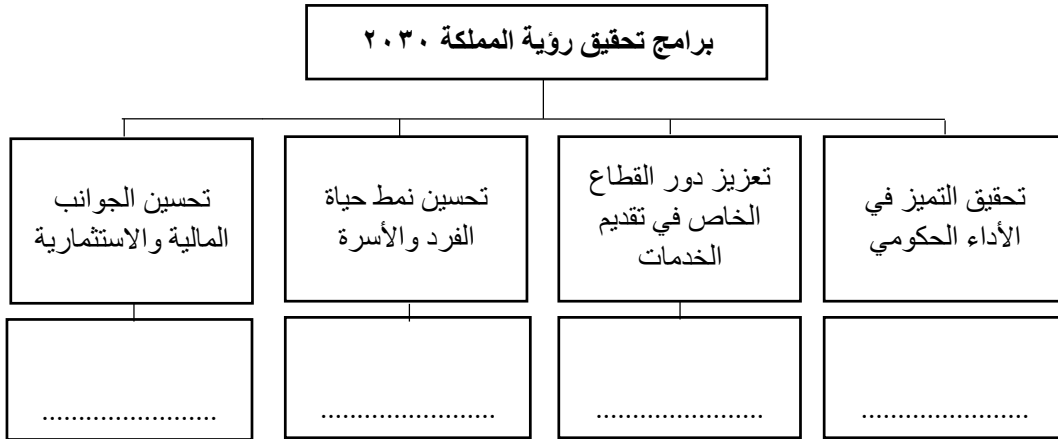 برامج تحقيق رؤية المملكة ٢٠٣٠
تحقيق التميز في
الأداء الحكومي
تعزيز دور القطاع
الخاص في تقديم
الخدمات
تحسين نمط حياة
الفرد والأسرة
تحسين الجوانب
المالية والاستثمارية
........................
........................
........................
........................